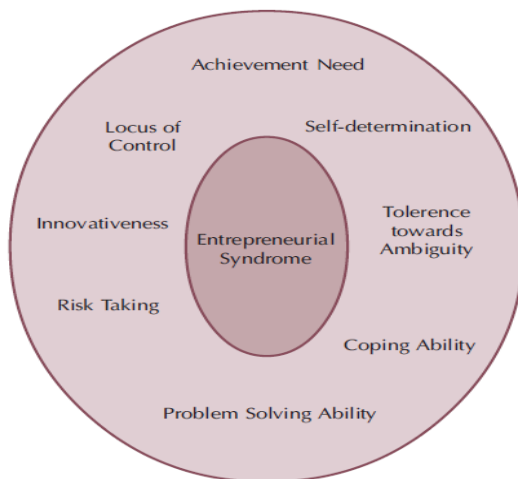 Achievement Need
Locus of
Control
Self-determination
Innovativeness
Entrepreneurial
Syndrome
Tolerence
towards
Ambiguity
Risk Taking
Coping Ability
Problem Solving Ability